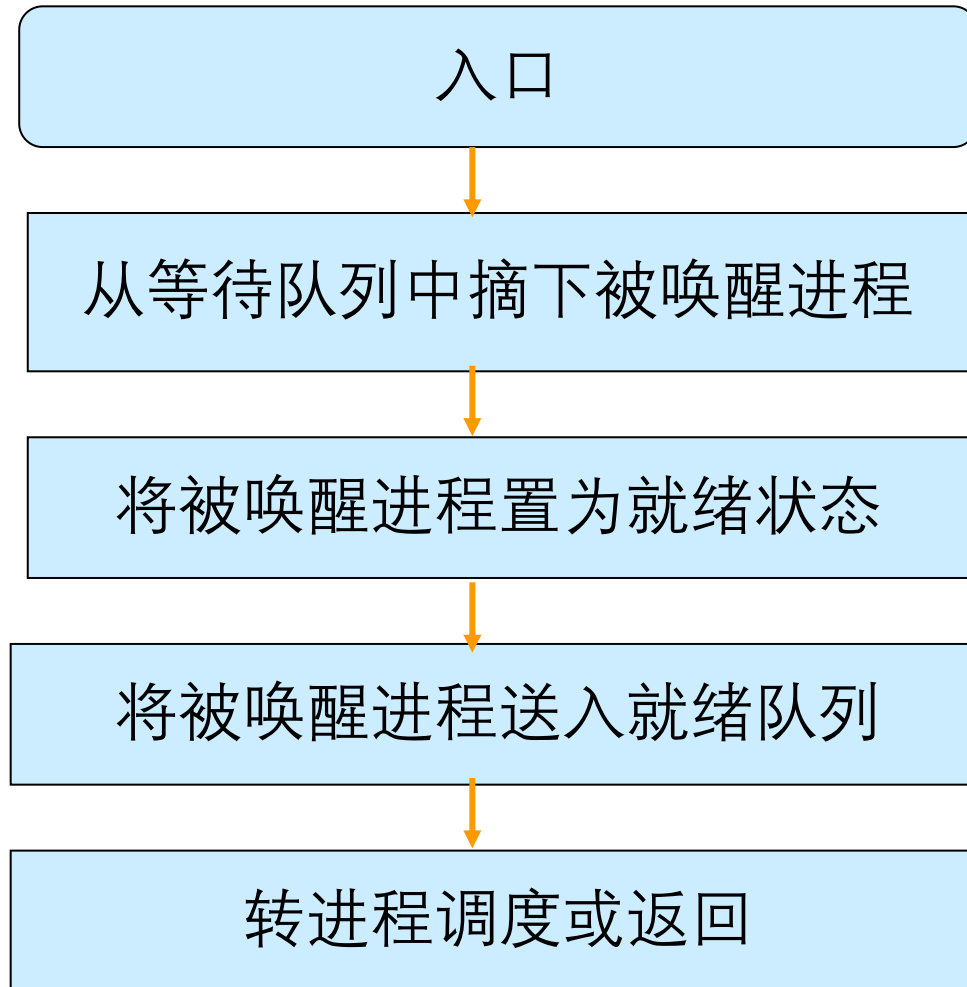 入口
从等待队列中摘下被唤醒进程
将被唤醒进程置为就绪状态
将被唤醒进程送入就绪队列
转进程调度或返回